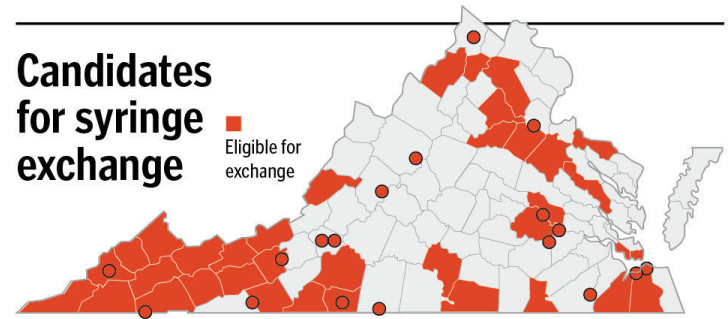 Candidates
for syringe
exchange
Eligible for
exchange